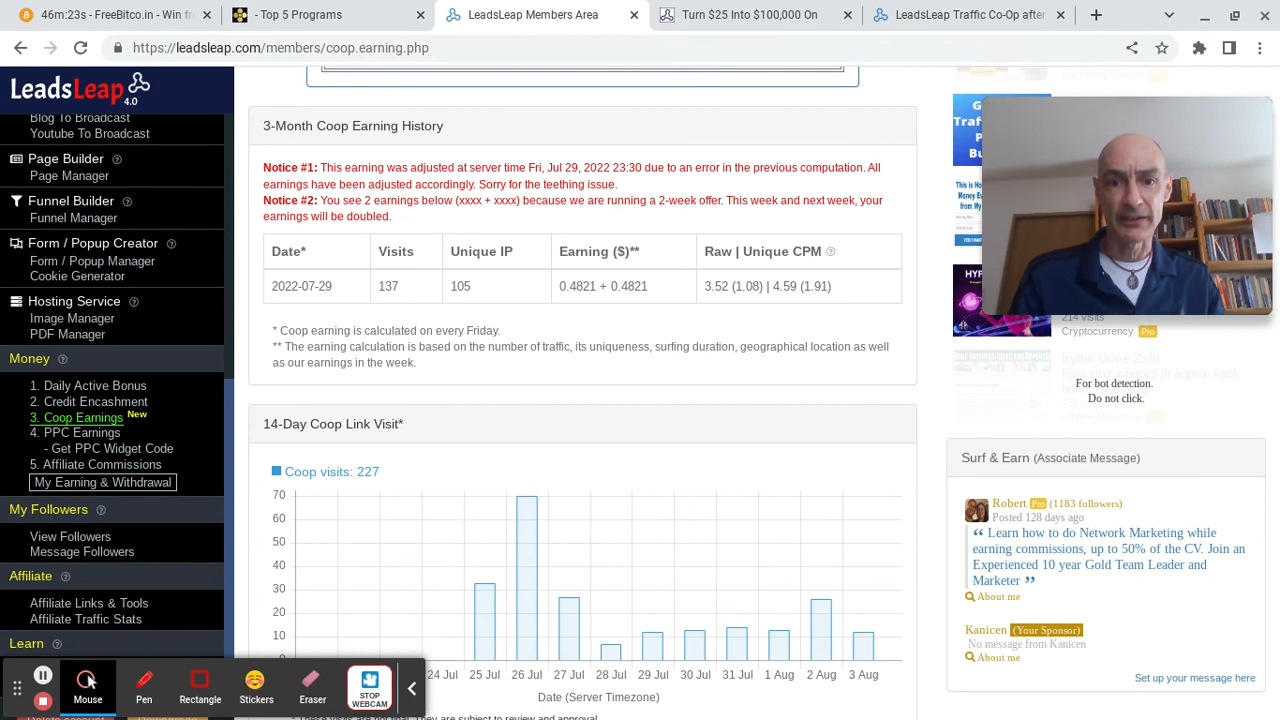 46m:23s - FreeBitco.in - Win fr
- Top 5 Programs
LeadsLeap Members Area
Turn $25 Into $100,000 On
LeadsLeap Traffic Co-Op after
https://leadsleap.com/members/coop.earning.php
LeadsLeap 4.0
Blog To Broadcast
Youtube To Broadcast
Page Builder
Page Manager
Funnel Builder
Funnel Manager
Form / Popup Creator
Form / Popup Manager
Cookie Generator
Hosting Service
Image Manager
PDF Manager
Money
1. Daily Active Bonus
2. Credit Encashment
3. Coop Earnings New
4. PPC Earnings
- Get PPC Widget Code
5. Affiliate Commissions
My Earning & Withdrawal
My Followers
View Followers
Message Followers
Affiliate
Affiliate Links & Tools
Affiliate Traffic Stats
Learn
Mouse
Pen
Rectangle
Stickers
Eraser
STOP
WEBCAM
3-Month Coop Earning History
Notice #1: This earning was adjusted at server time Fri, Jul 29, 2022 23:30 due to an error in the previous computation. All
earnings have been adjusted accordingly. Sorry for the teething issue.
Notice #2: You see 2 earnings below (xxxx + xxxx) because we are running a 2-week offer. This week and next week, your
earnings will be doubled.
Date* Visits Unique IP Earning ($)** Raw | Unique CPM
2022-07-29 137 105 0.4821 + 0.4821 3.52 (1.08) | 4.59 (1.91)
* Coop earning is calculated on every Friday.
** The earning calculation is based on the number of traffic, its uniqueness, surfing duration, geographical location as well
as our earnings in the week.
14-Day Coop Link Visit*
Coop visits: 227
70
60
50
40
30
20
10
0
24 Jul 25 Jul 26 Jul 27 Jul 28 Jul 29 Jul 30 Jul 31 Jul 1 Aug 2 Aug 3 Aug
Date (Server Timezone)
214 visits
Cryptocurrency Pro
For bot detection.
Do not click.
Surf & Earn (Associate Message)
Robert Pro (1183 followers)
Posted 128 days ago
“ Learn how to do Network Marketing while
earning commissions, up to 50% of the CV. Join an
Experienced 10 year Gold Team Leader and
Marketer ”
About me
Kanicen (Your Sponsor)
No message from Kanicen
About me
Set up your message here